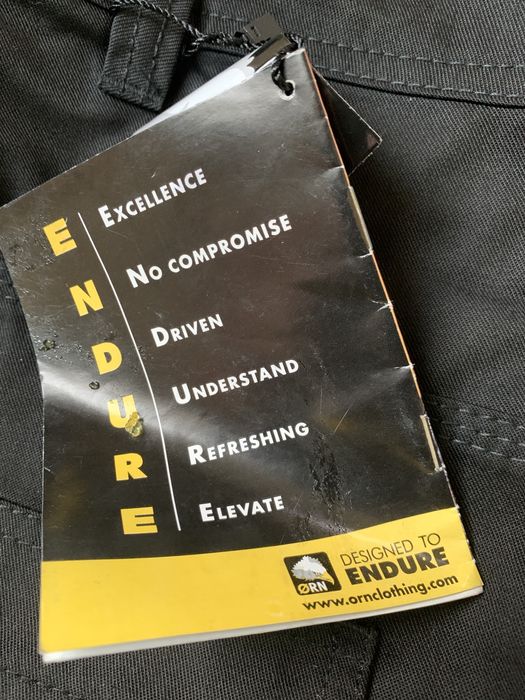 E
EXCELLENCE
N
NO COMPROMISE
D
DRIVEN
U
UNDERSTAND
R
REFRESHING
E
ELEVATE
ØRN
DESIGNED TO
ENDURE
www.ornclothing.com